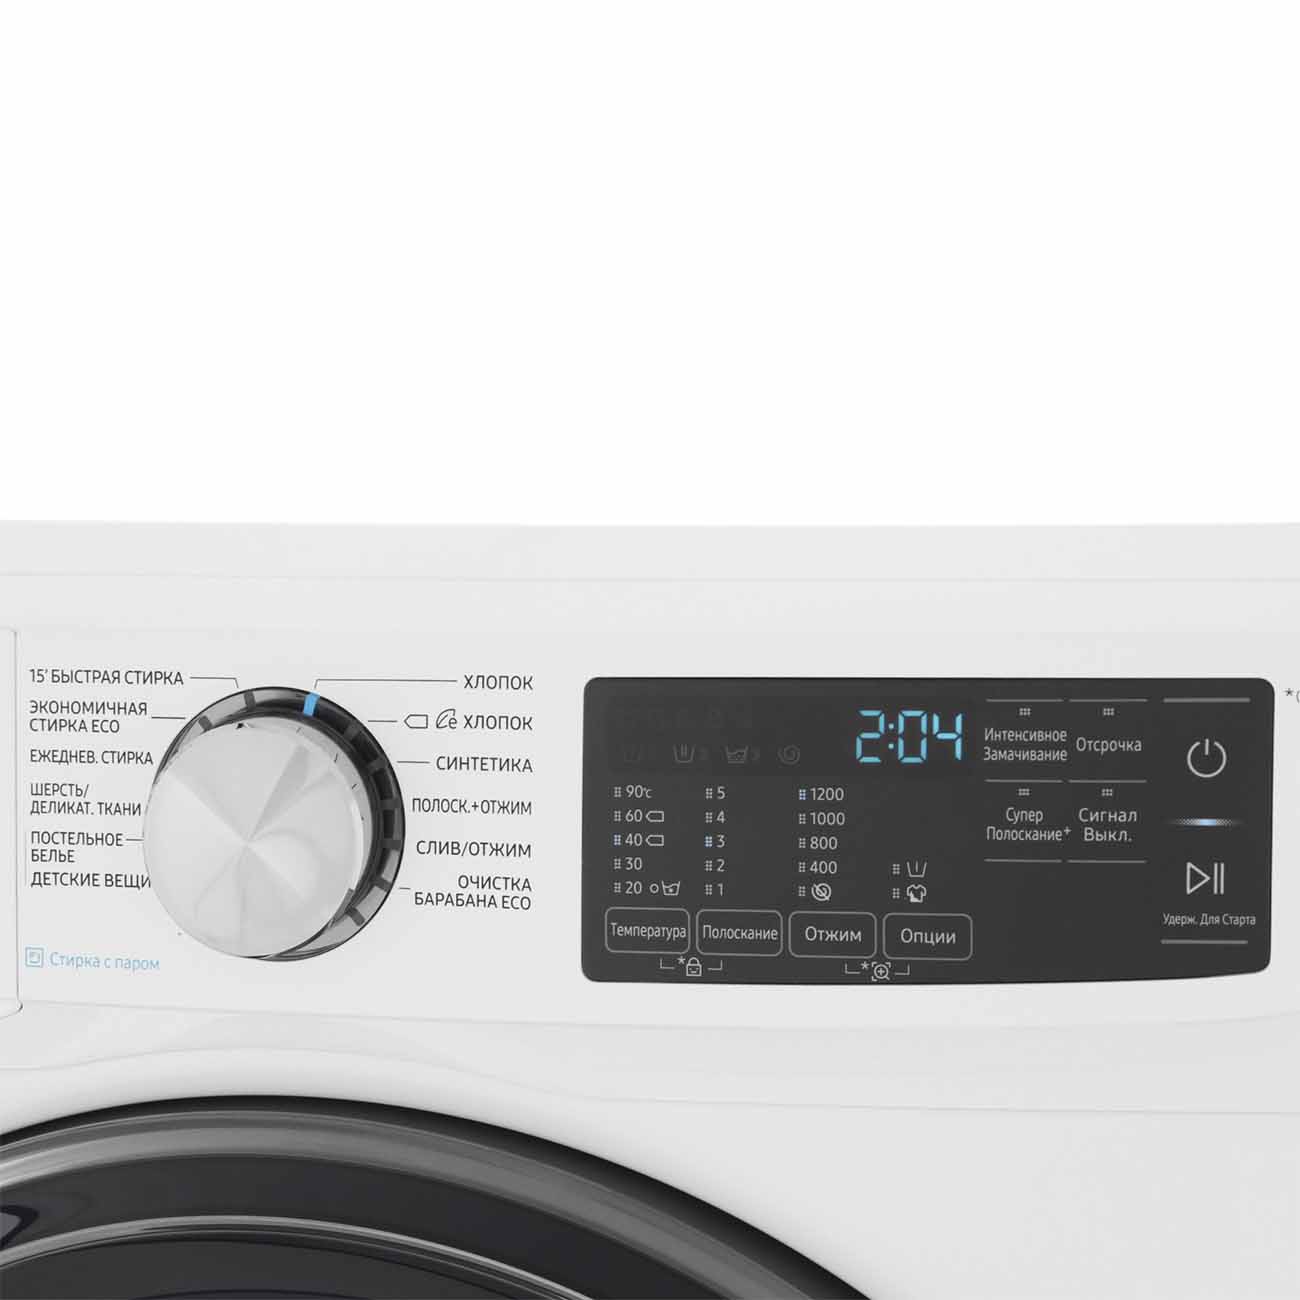 15' БЫСТРАЯ СТИРКА
ЭКОНОМИЧНАЯ
СТИРКА ECO
ЕЖЕДНЕВ. СТИРКА
ШЕРСТЬ/
ДЕЛИКАТ. ТКАНИ
ПОСТЕЛЬНОЕ
БЕЛЬЕ
ДЕТСКИЕ ВЕЩИ
Стирка с паром
ХЛОПОК
ХЛОПОК
СИНТЕТИКА
ПОЛОСК.+ОТЖИМ
СЛИВ/ОТЖИМ
ОЧИСТКА
БАРАБАНА ECO
2:04
90°c
60
40
30
20
Температура
5
4
3
2
1
Полоскание
1200
1000
800
400
Отжим
Опции
*
*
Интенсивное
Замачивание
Отсрочка
Супер
Полоскание+
Сигнал
Выкл.
Удерж. Для Старта